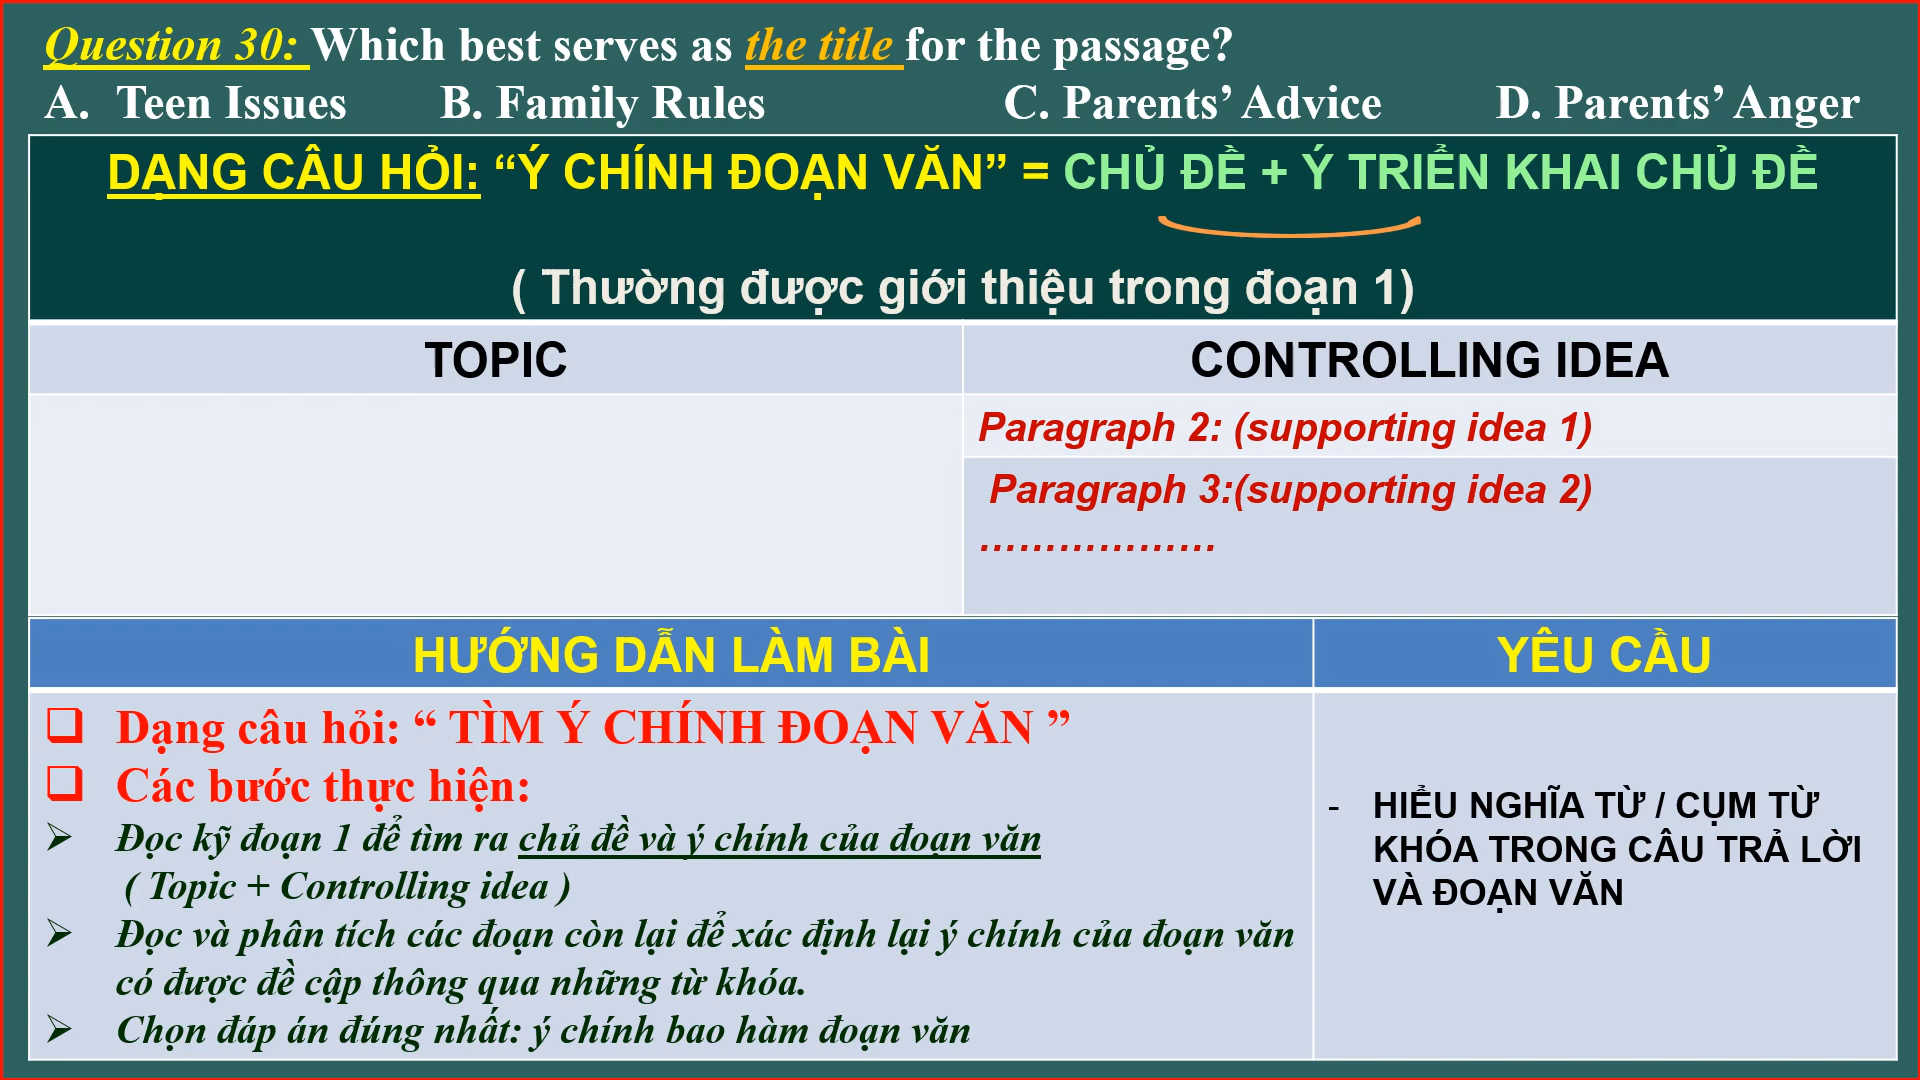 Question 30: Which best serves as the title for the passage?
A. Teen Issues B. Family Rules C. Parents’ Advice D. Parents’ Anger
DẠNG CÂU HỎI: “Ý CHÍNH ĐOẠN VĂN” = CHỦ ĐỀ + Ý TRIỂN KHAI CHỦ ĐỀ
( Thường được giới thiệu trong đoạn 1)
TOPIC
CONTROLLING IDEA
Paragraph 2: (supporting idea 1)
Paragraph 3:(supporting idea 2)
………………
HƯỚNG DẪN LÀM BÀI
YÊU CẦU
❑ Dạng câu hỏi: “ TÌM Ý CHÍNH ĐOẠN VĂN ”
❑ Các bước thực hiện:
➢ Đọc kỹ đoạn 1 để tìm ra chủ đề và ý chính của đoạn văn
( Topic + Controlling idea )
➢ Đọc và phân tích các đoạn còn lại để xác định lại ý chính của đoạn văn
có được đề cập thông qua những từ khóa.
➢ Chọn đáp án đúng nhất: ý chính bao hàm đoạn văn
- HIỂU NGHĨA TỪ / CỤM TỪ
KHÓA TRONG CÂU TRẢ LỜI
VÀ ĐOẠN VĂN